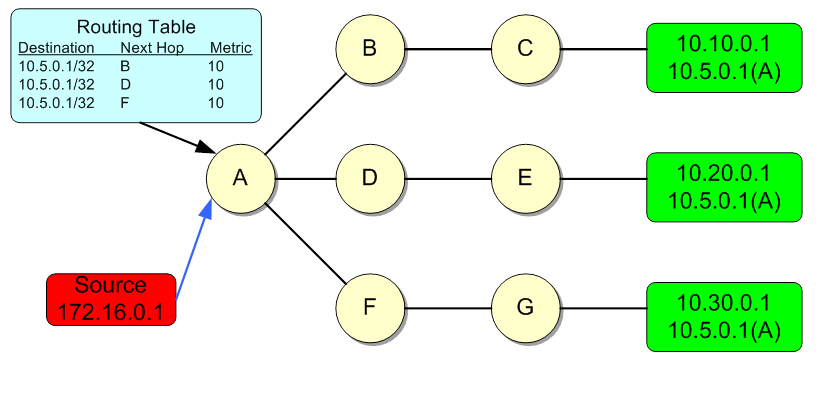 Routing Table
Destination Next Hop Metric
10.5.0.1/32 B 10
10.5.0.1/32 D 10
10.5.0.1/32 F 10
B
C
10.10.0.1
10.5.0.1(A)
A
D
E
10.20.0.1
10.5.0.1(A)
Source
172.16.0.1
F
G
10.30.0.1
10.5.0.1(A)